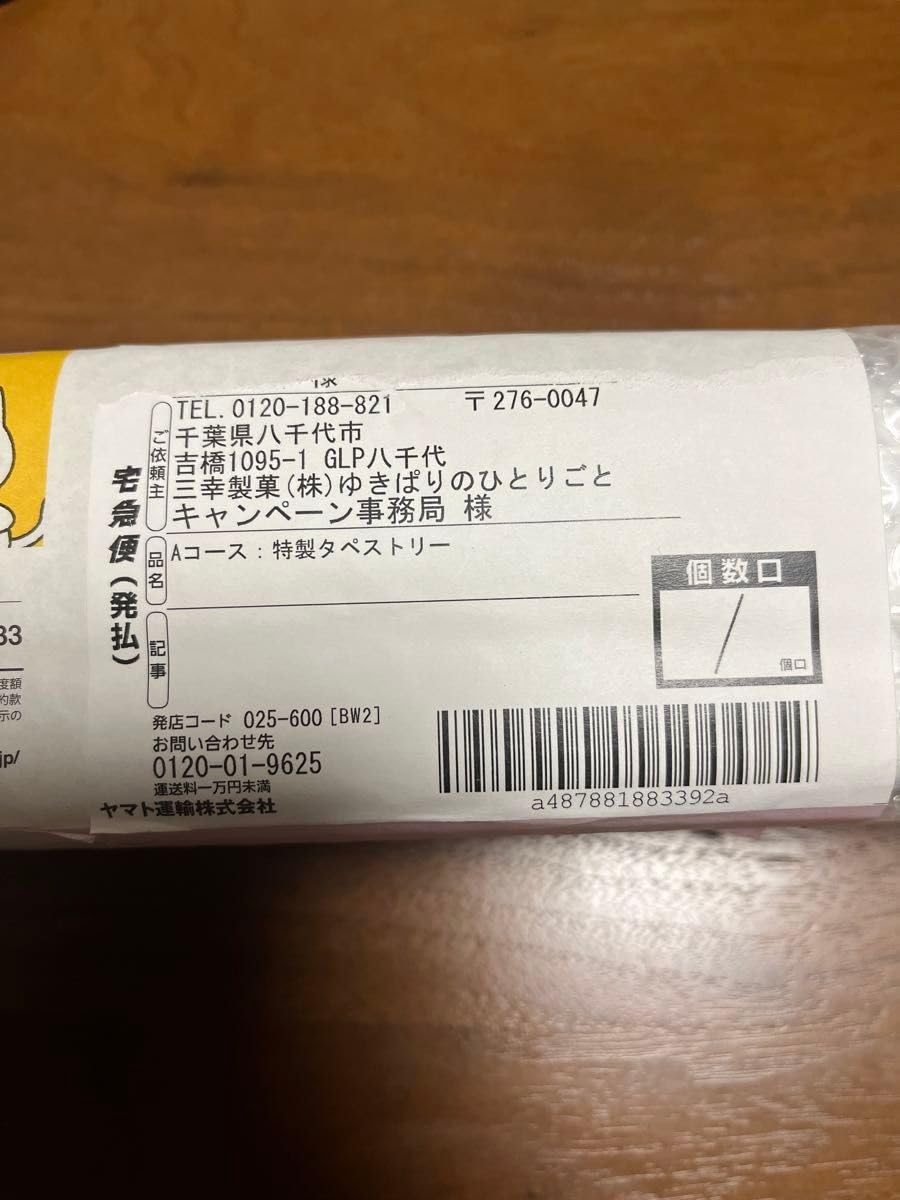 様
TEL. 0120-188-821 〒276-0047
ご依頼主
千葉県八千代市
吉橋1095-1 GLP八千代
三幸製菓(株)ゆきぱりのひとりごと
キャンペーン事務局 様
宅急便(発払)
品名
Aコース:特製タペストリー
記事
個数口
/
個口
発店コード 025-600[BW2]
お問い合わせ先
0120-01-9625
運送料一万円未満
ヤマト運輸株式会社
a487881883392a
33
度額
約款
示の
jp/